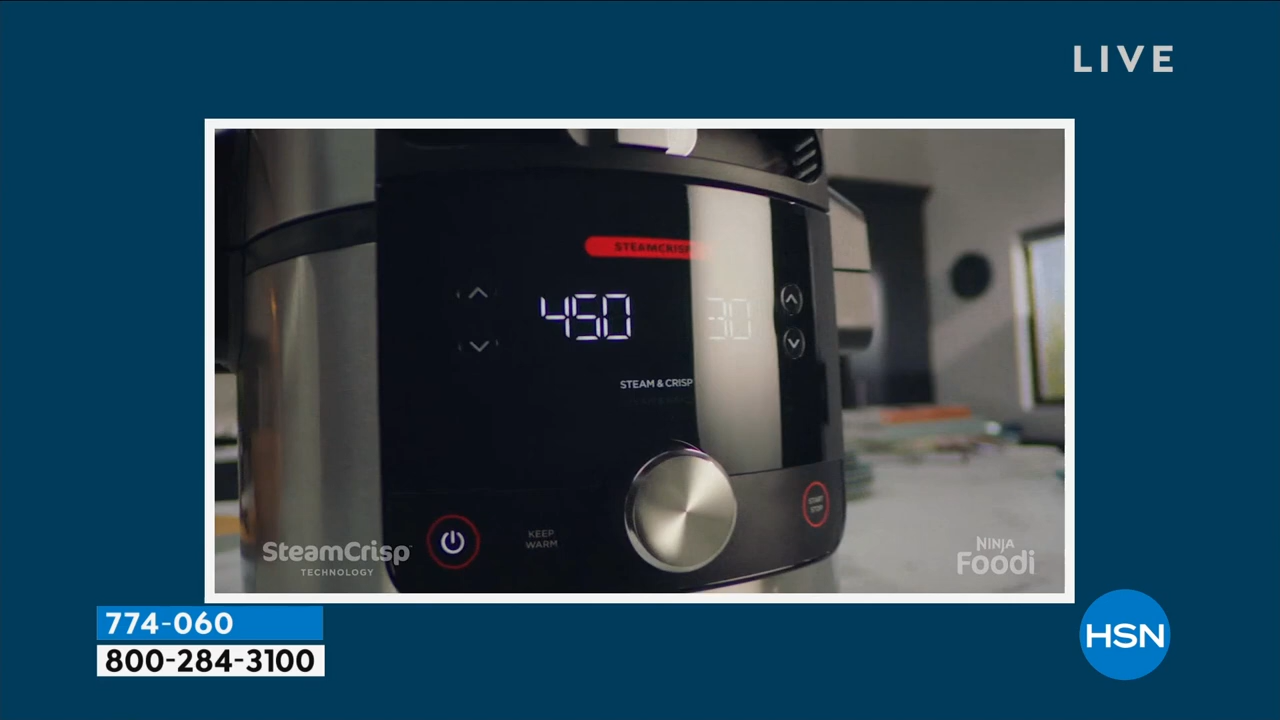 LIVE
STEAMCRISP
450 30
STEAM & CRISP
KEEP
WARM
START
STOP
SteamCrisp
TECHNOLOGY
NINJA
Foodi
774-060
800-284-3100
HSN